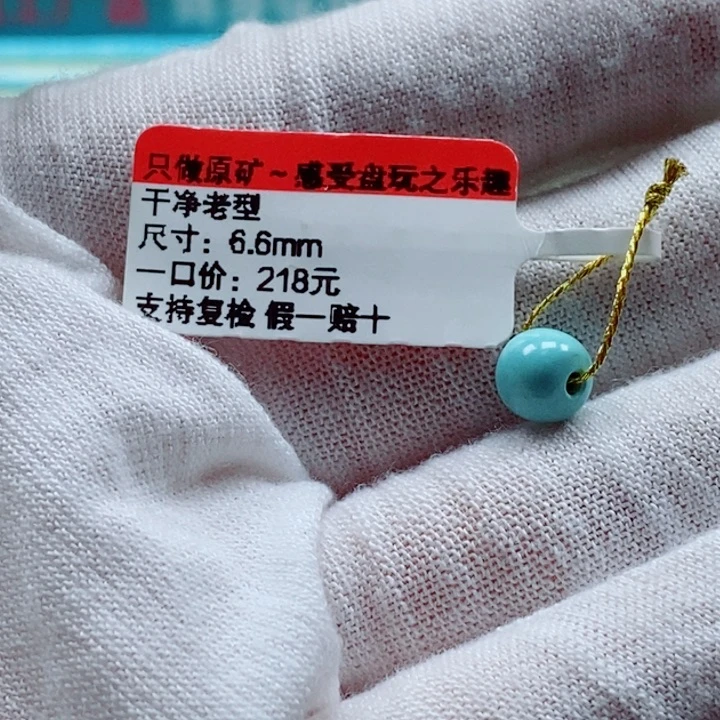 只做原矿～感受盘玩之乐趣
干净老型
尺寸：6.6mm
一口价：218元
支持复检 假一赔十